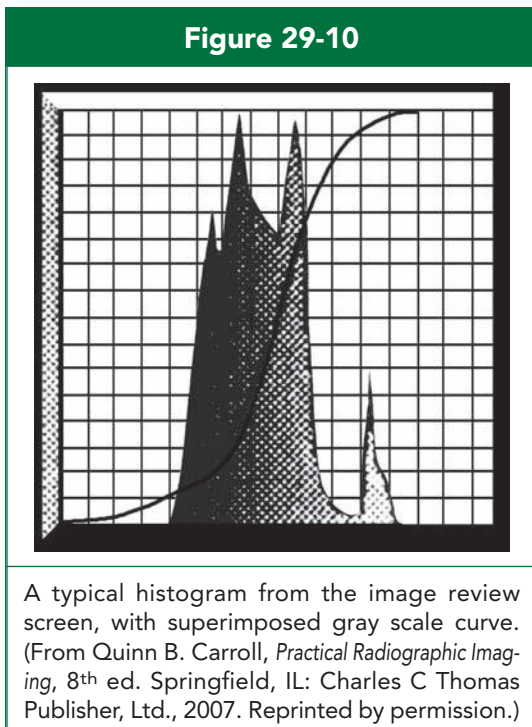 Figure 29-10
A typical histogram from the image review
screen, with superimposed gray scale curve.
(From Quinn B. Carroll, Practical Radiographic Imag-
ing, 8th ed. Springfield, IL: Charles C Thomas
Publisher, Ltd., 2007. Reprinted by permission.)